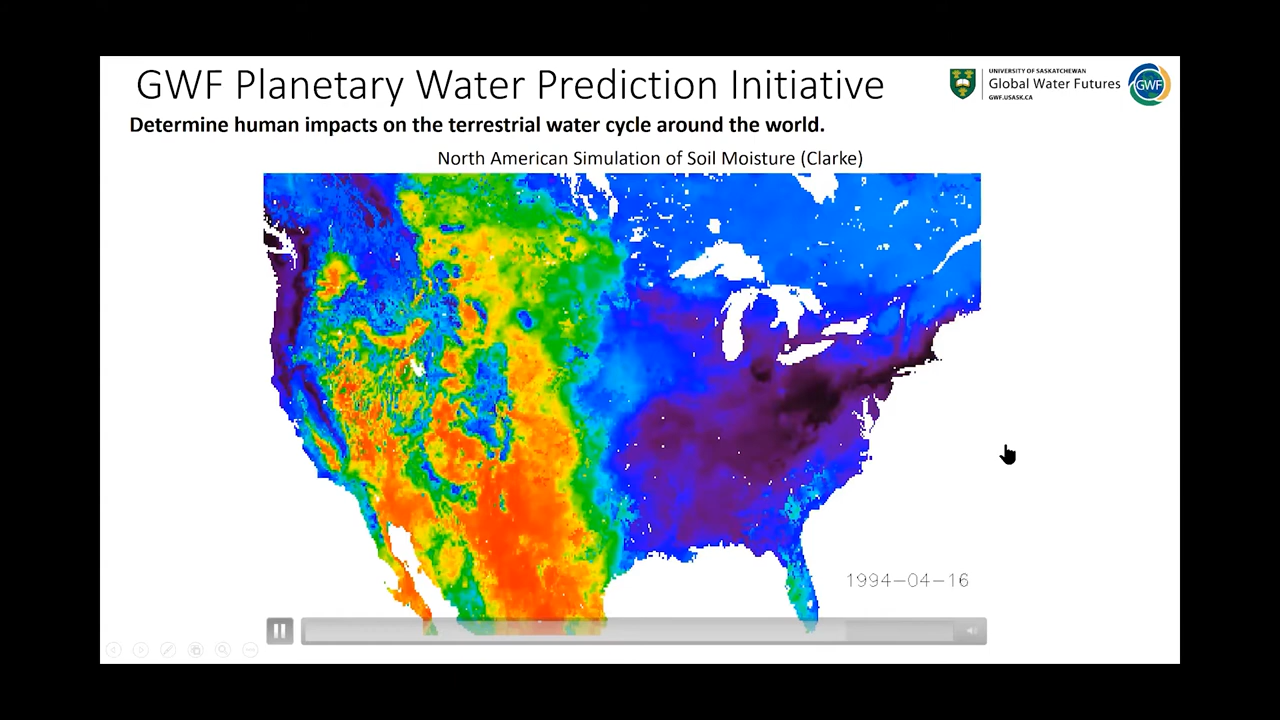 GWF Planetary Water Prediction Initiative
Determine human impacts on the terrestrial water cycle around the world.
UNIVERSITY OF SASKATCHEWAN
Global Water Futures
GWF.USASK.CA
GWF
North American Simulation of Soil Moisture (Clarke)
1994-04-16